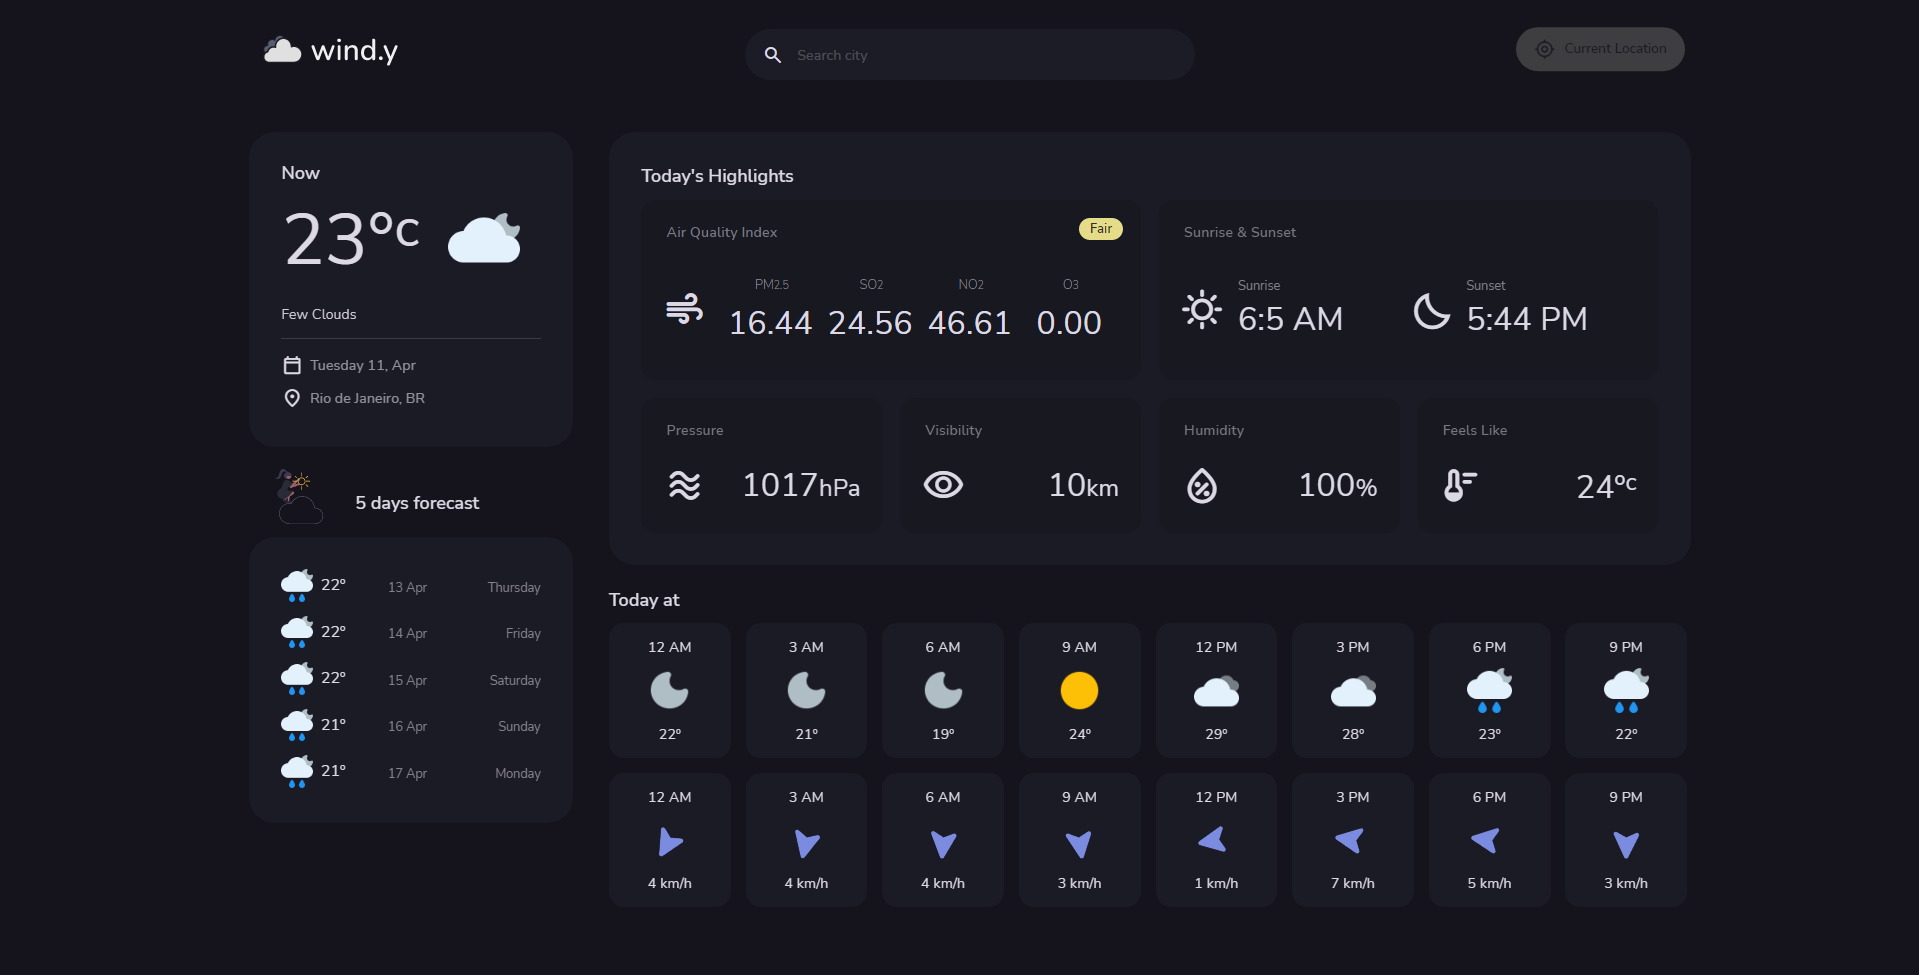 wind.y
Search city
Current Location
Now
23°c
Few Clouds
Tuesday 11, Apr
Rio de Janeiro, BR
5 days forecast
22° 13 Apr Thursday
22° 14 Apr Friday
22° 15 Apr Saturday
21° 16 Apr Sunday
21° 17 Apr Monday
Today's Highlights
Air Quality Index Fair
PM2.5 SO2 NO2 O3
16.44 24.56 46.61 0.00
Sunrise & Sunset
Sunrise Sunset
6:5 AM 5:44 PM
Pressure
1017hPa
Visibility
10km
Humidity
100%
Feels Like
24°c
Today at
12 AM 3 AM 6 AM 9 AM 12 PM 3 PM 6 PM 9 PM
22° 21° 19° 24° 29° 28° 23° 22°
12 AM 3 AM 6 AM 9 AM 12 PM 3 PM 6 PM 9 PM
4 km/h 4 km/h 4 km/h 3 km/h 1 km/h 7 km/h 5 km/h 3 km/h